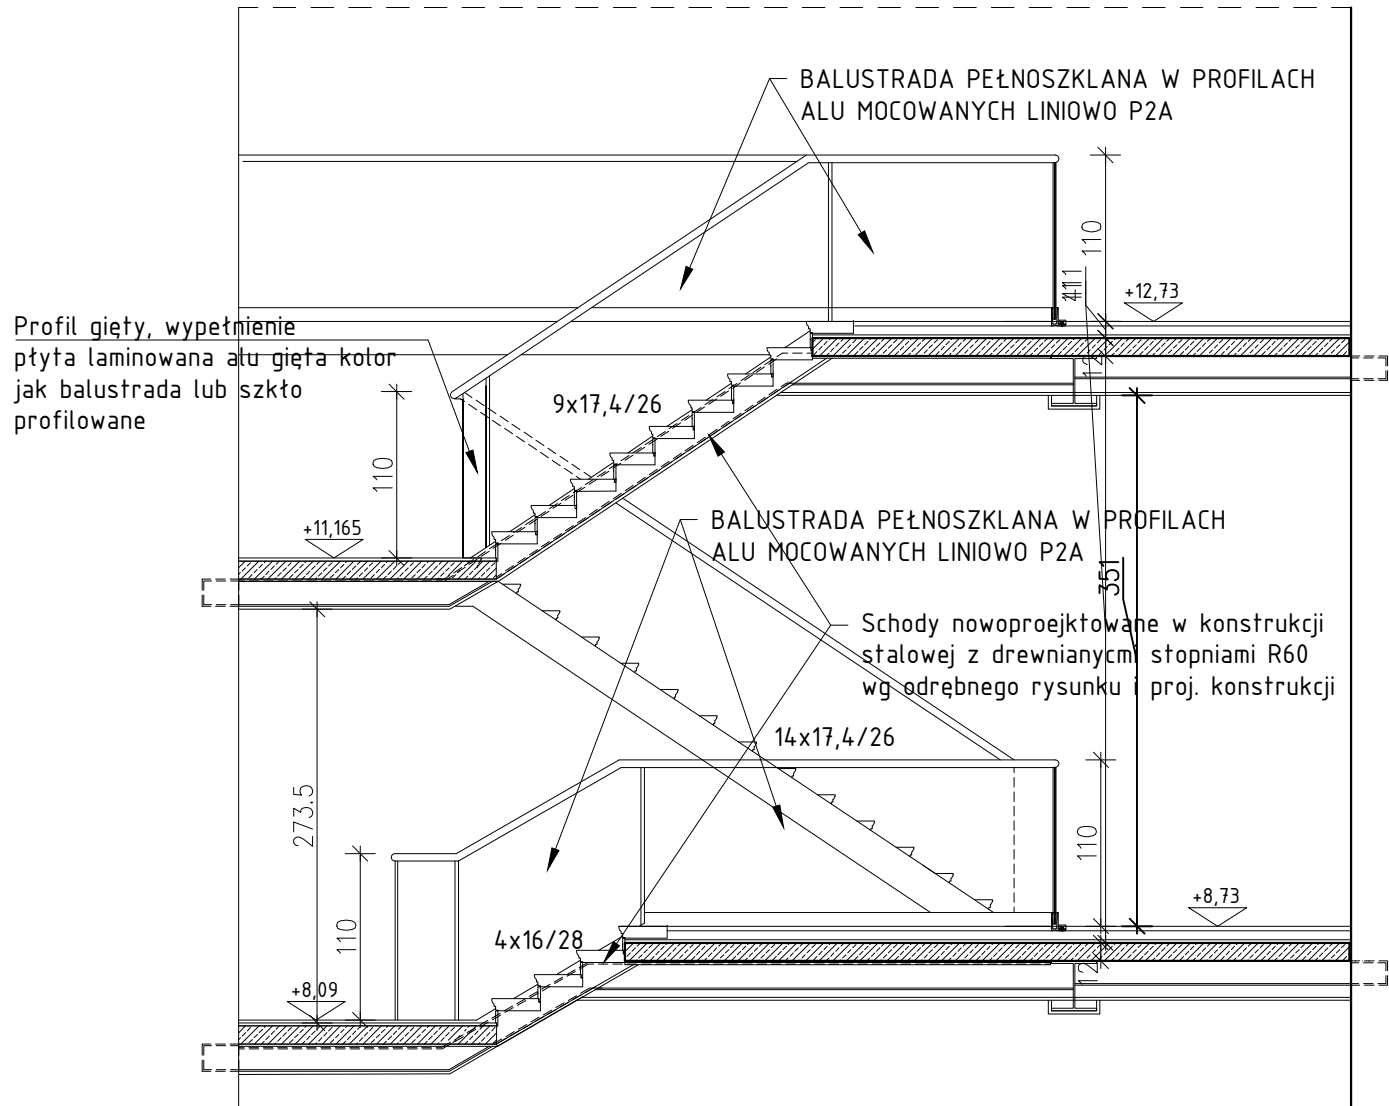 BALUSTRADA PEŁNOSZKLANA W PROFILACH
ALU MOCOWANYCH LINIOWO P2A
110
+12,73
Profil gięty, wypełnienie
płyta laminowana alu gięta kolor
jak balustrada lub szkło
profilowane
12
9x17,4/26
110
+11,165
BALUSTRADA PEŁNOSZKLANA W PROFILACH
ALU MOCOWANYCH LINIOWO P2A
351
Schody nowoproejktowane w konstrukcji
stalowej z drewnianycmi stopniami R60
wg odrębnego rysunku i proj. konstrukcji
14x17,4/26
273.5
110
+8,73
110
4x16/28
12
+8,09